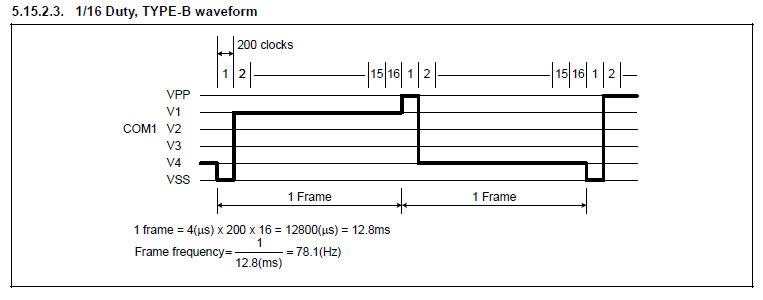 5.15.2.3. 1/16 Duty, TYPE-B waveform
200 clocks
1 2 15 16 1 2 15 16 1 2
VPP
V1
COM1 V2
V3
V4
VSS
1 Frame 1 Frame
1 frame = 4(μs) x 200 x 16 = 12800(μs) = 12.8ms
1
Frame frequency= = 78.1(Hz)
12.8(ms)